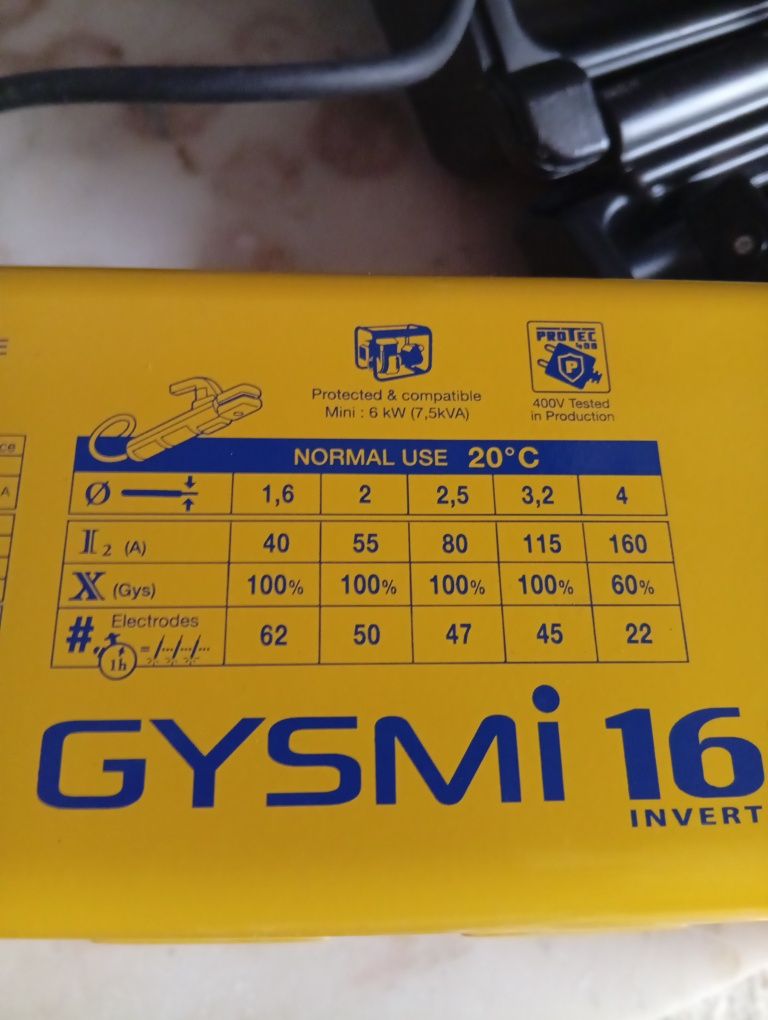 E
PROTEC
400
P
Protected & compatible
Mini : 6 kW (7,5kVA)
400V Tested
in Production
ce
A
NORMAL USE 20°C
Ø 1,6 2 2,5 3,2 4
I2 (A) 40 55 80 115 160
X (Gys) 100% 100% 100% 100% 60%
# Electrodes 62 50 47 45 22
1h =
GYSMi 16
INVERT